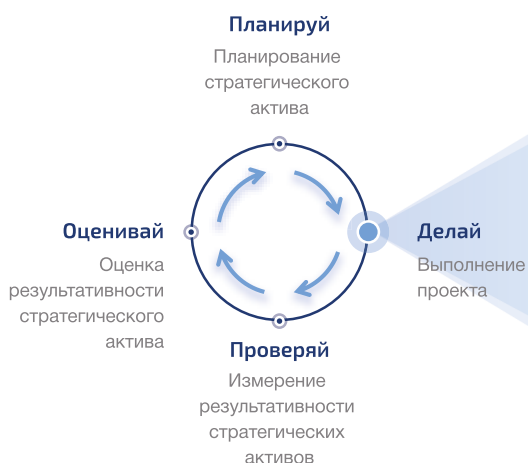 Планируй
Планирование
стратегического
актива
Оценивай
Оценка
результативности
стратегического
актива
Делай
Выполнение
проекта
Проверяй
Измерение
результативности
стратегических
активов